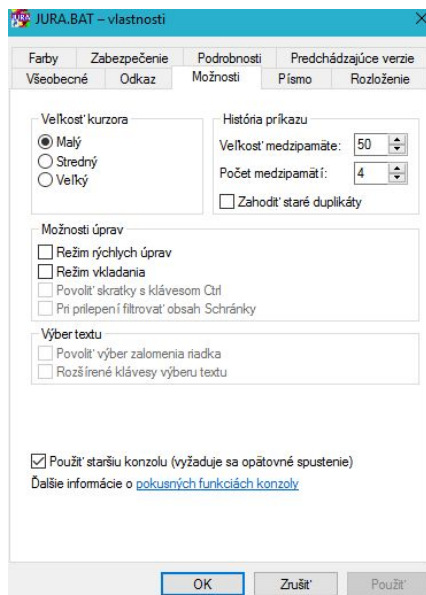 JURA.BAT – vlastnosti
Farby Zabezpečenie Podrobnosti Predchádzajúce verzie
Všeobecné Odkaz Možnosti Písmo Rozloženie
Veľkosť kurzora
Malý
Stredný
Veľký
História príkazu
Veľkosť medzipamäte: 50
Počet medzipamätí: 4
Zahodiť staré duplikáty
Možnosti úprav
Režim rýchlych úprav
Režim vkladania
Povoliť skratky s klávesom Ctrl
Pri prilepení filtrovať obsah Schránky
Výber textu
Povoliť výber zalomenia riadka
Rozšírené klávesy výberu textu
Použiť staršiu konzolu (vyžaduje sa opätovné spustenie)
Ďalšie informácie o pokusných funkciách konzoly
OK Zrušiť Použiť